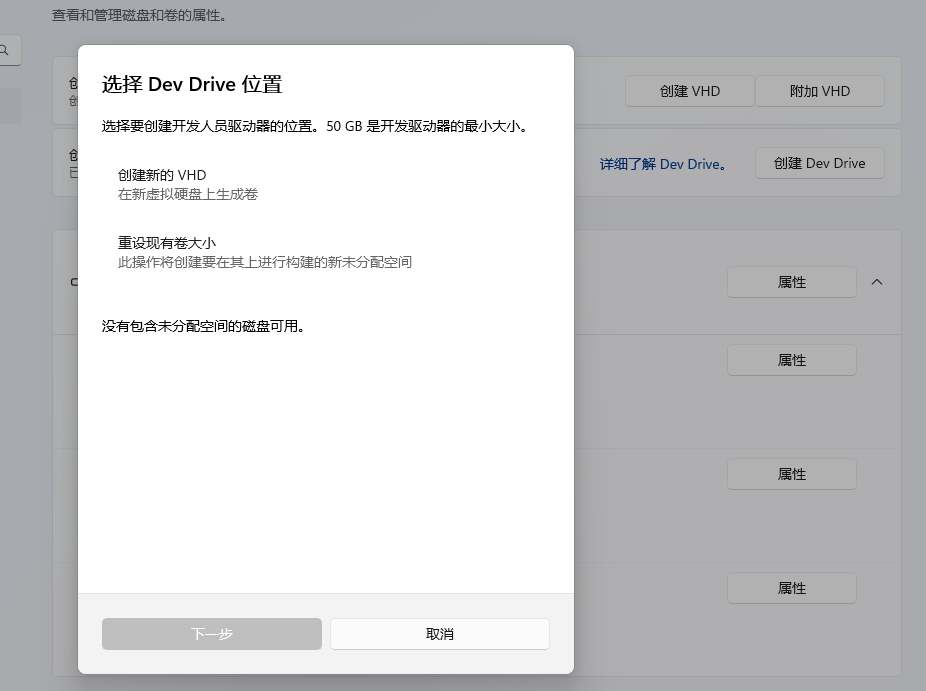 查看和管理磁盘和卷的属性。
选择 Dev Drive 位置
选择要创建开发人员驱动器的位置。50 GB 是开发驱动器的最小大小。
创建新的 VHD
在新虚拟硬盘上生成卷
重设现有卷大小
此操作将创建要在其上进行构建的新未分配空间
没有包含未分配空间的磁盘可用。
下一步
取消
创
创
创建 VHD
附加 VHD
创
已
详细了解 Dev Drive。
创建 Dev Drive
属性
属性
属性
属性